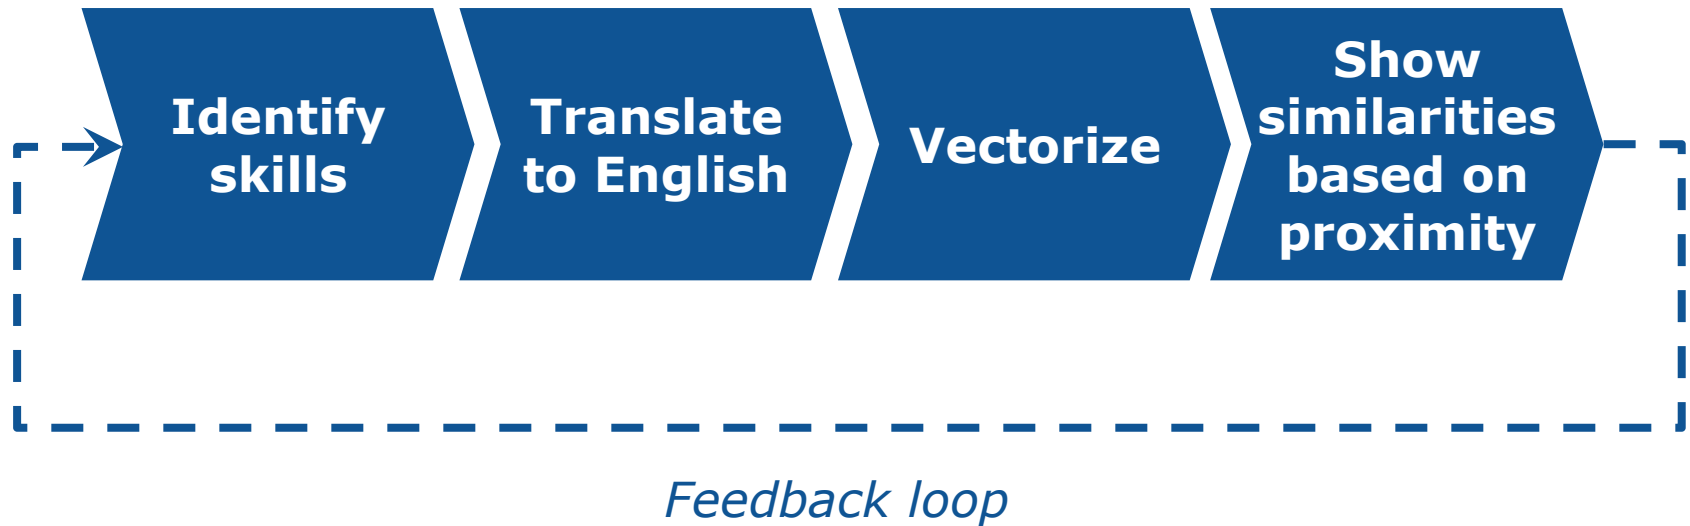 Identify
skills
Translate
to English
Vectorize
Show
similarities
based on
proximity
Feedback loop